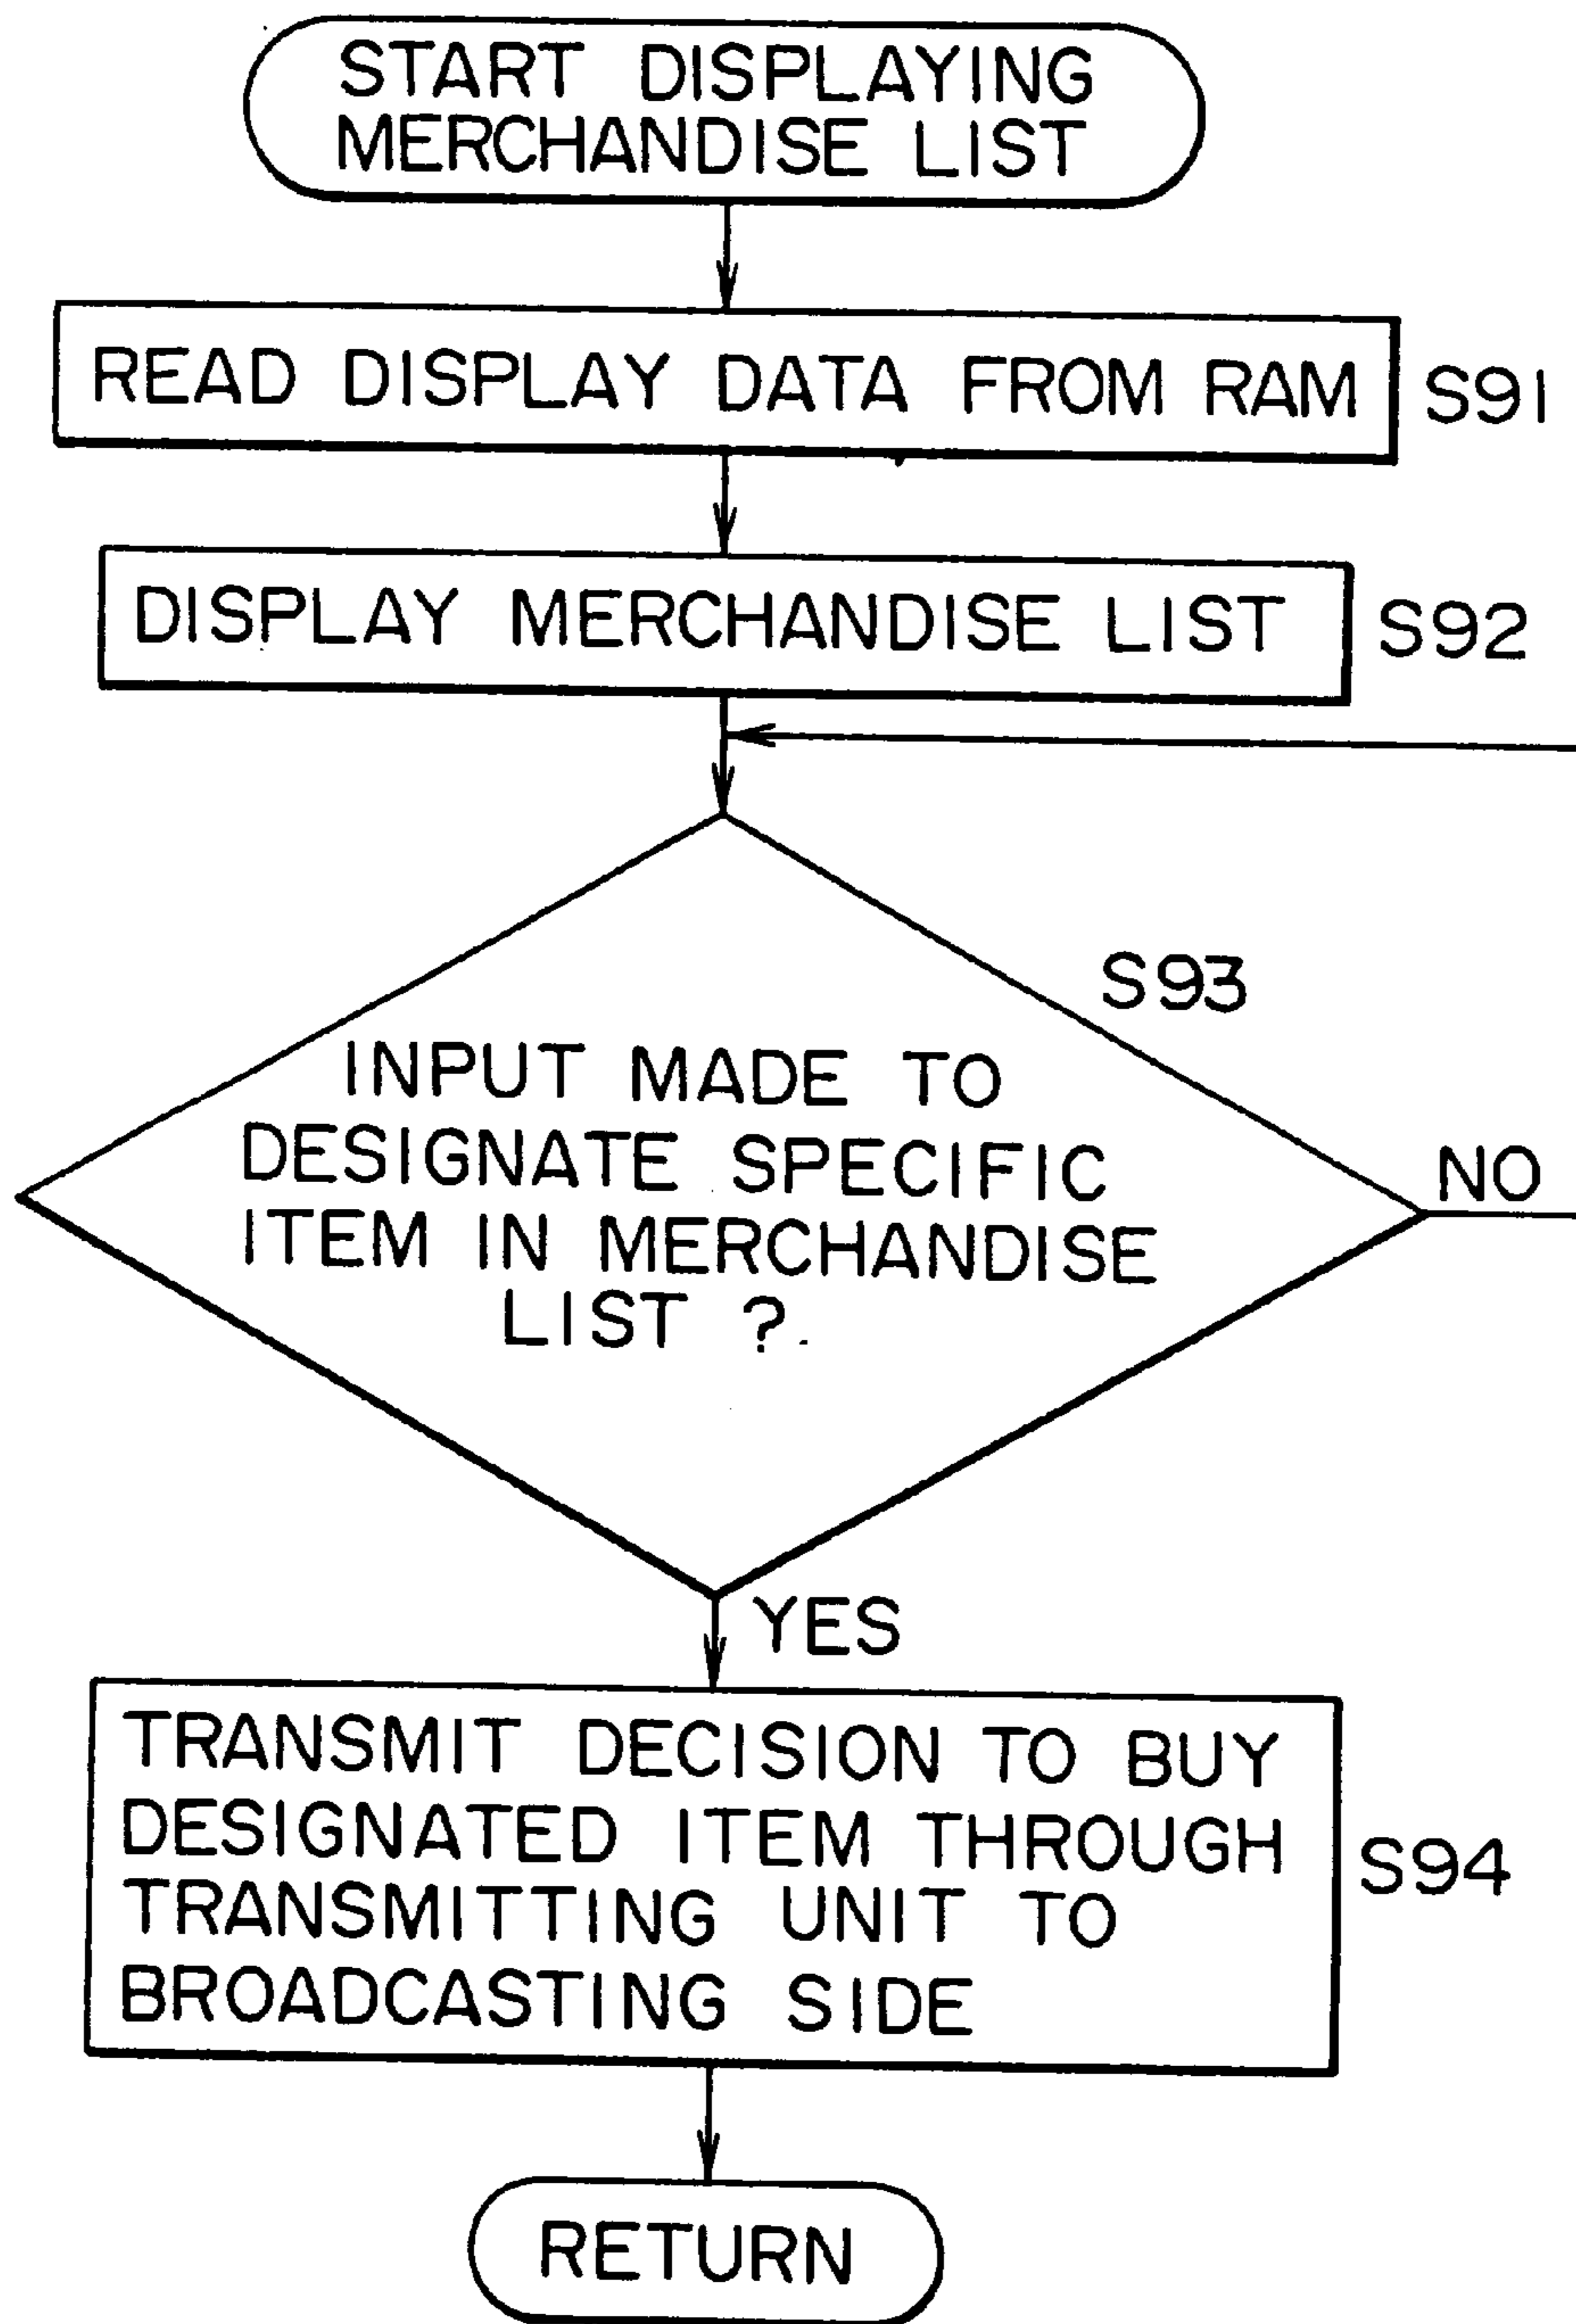 START DISPLAYING
MERCHANDISE LIST
READ DISPLAY DATA FROM RAM
S91
DISPLAY MERCHANDISE LIST
S92
S93
INPUT MADE TO
DESIGNATE SPECIFIC
ITEM IN MERCHANDISE
LIST ?
NO
YES
TRANSMIT DECISION TO BUY
DESIGNATED ITEM THROUGH
TRANSMITTING UNIT TO
BROADCASTING SIDE
S94
RETURN